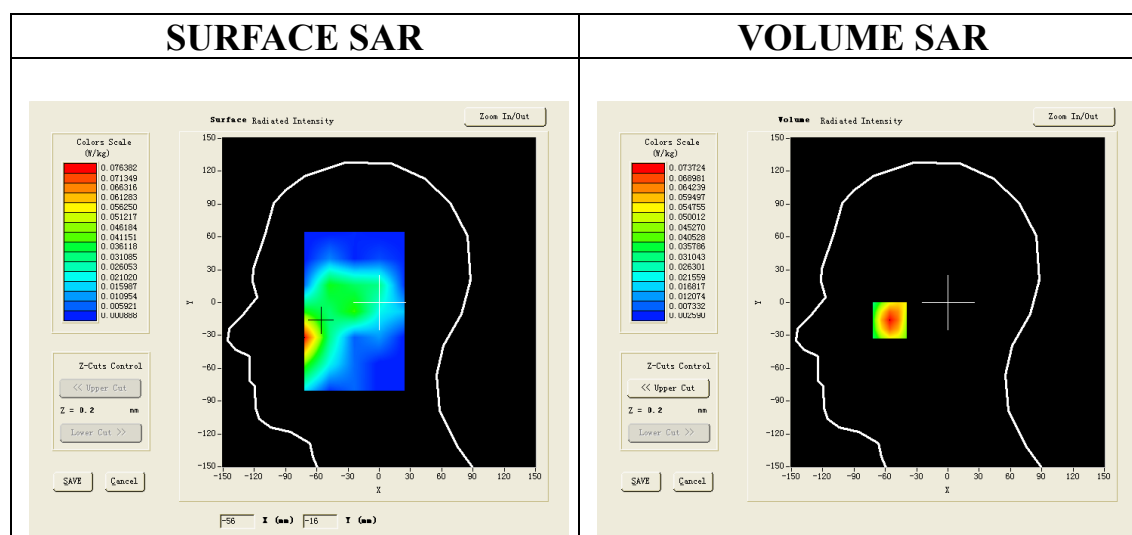 SURFACE SAR
VOLUME SAR
Surface Radiated Intensity
Zoom In/Out
Colors Scale
(W/kg)
0.076382
0.071349
0.066316
0.061283
0.056250
0.051217
0.046184
0.041151
0.036118
0.031085
0.026053
0.021020
0.015987
0.010954
0.005921
0.000888
Z-Cuts Control
<< Upper Cut
Z = 0.2 mm
Lower Cut >>
SAVE Cancel
150
120
90
60
30
0
-30
-60
-90
-120
-150
Y
-150 -120 -90 -60 -30 0 30 60 90 120 150
X
-56 X (mm) -16 Y (mm)
Volume Radiated Intensity
Zoom In/Out
Colors Scale
(W/kg)
0.073724
0.068981
0.064239
0.059497
0.054755
0.050012
0.045270
0.040528
0.035786
0.031043
0.026301
0.021559
0.016817
0.012074
0.007332
0.002590
Z-Cuts Control
<< Upper Cut
Z = 0.2 mm
Lower Cut >>
SAVE Cancel
150
120
90
60
30
0
-30
-60
-90
-120
-150
Y
-150 -120 -90 -60 -30 0 30 60 90 120 150
X